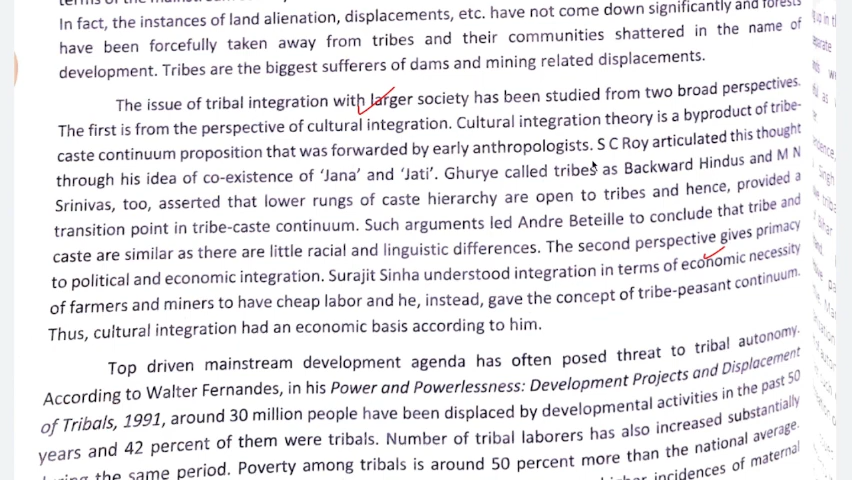 terms of the
In fact, the instances of land alienation, displacements, etc. have not come down significantly and forests
have been forcefully taken away from tribes and their communities shattered in the name of
development. Tribes are the biggest sufferers of dams and mining related displacements.
The issue of tribal integration with larger society has been studied from two broad perspectives.
The first is from the perspective of cultural integration. Cultural integration theory is a byproduct of tribe-
caste continuum proposition that was forwarded by early anthropologists. S C Roy articulated this thought
through his idea of co-existence of 'Jana' and 'Jati'. Ghurye called tribes as Backward Hindus and M N
Srinivas, too, asserted that lower rungs of caste hierarchy are open to tribes and hence, provided a
transition point in tribe-caste continuum. Such arguments led Andre Beteille to conclude that tribe and
caste are similar as there are little racial and linguistic differences. The second perspective gives primacy
to political and economic integration. Surajit Sinha understood integration in terms of economic necessity
of farmers and miners to have cheap labor and he, instead, gave the concept of tribe-peasant continuum.
Thus, cultural integration had an economic basis according to him.
Top driven mainstream development agenda has often posed threat to tribal autonomy.
According to Walter Fernandes, in his Power and Powerlessness: Development Projects and Displacement
of Tribals, 1991, around 30 million people have been displaced by developmental activities in the past 50
years and 42 percent of them were tribals. Number of tribal laborers has also increased substantially
the same period. Poverty among tribals is around 50 percent more than the national average.
incidences of maternal